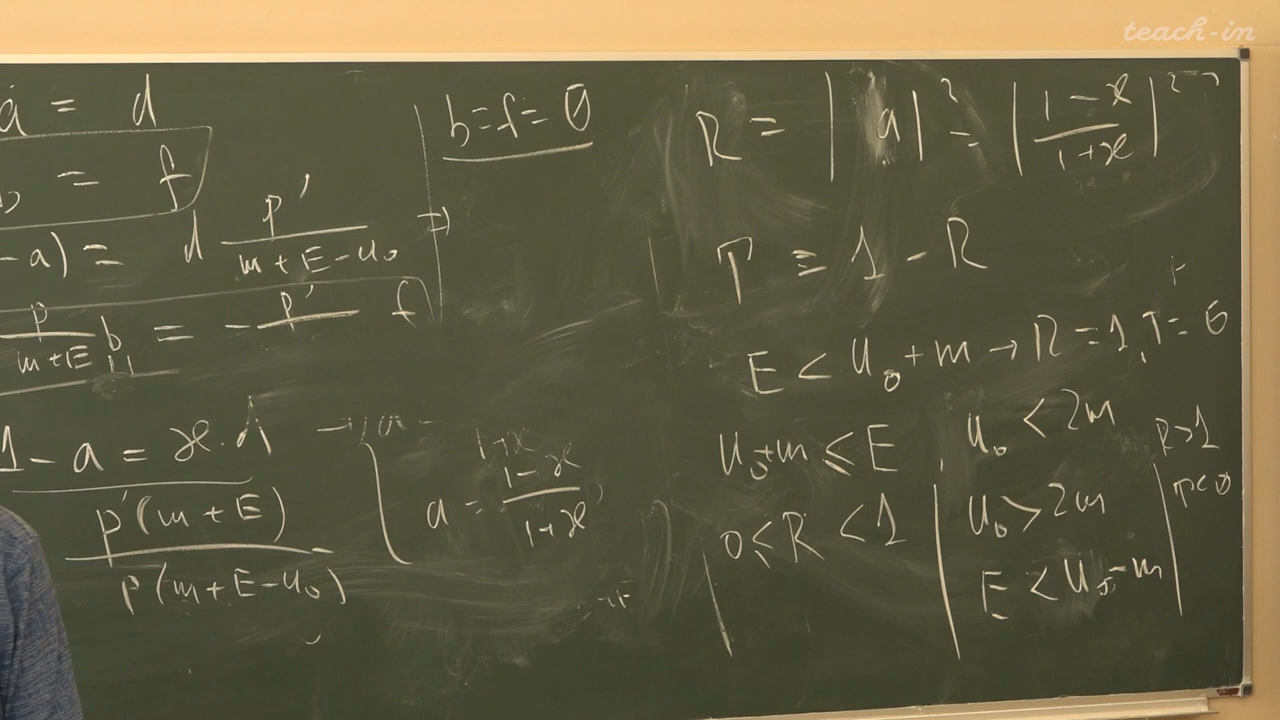 teach-in
a = d
= f
-a) = d p' / (m+E-u₀) ⇒
p / (m+E) b = - p' / f
1 - a = æ · d
p'(m+E) / p(m+E-u₀)
b = f = 0
a = (1-æ) / (1+æ)
R = |a|² = |(1-æ) / (1+æ)|²
T ≡ 1 - R
E < U₀ + m → R = 1, T = 0
U₀+m ≤ E
0 ≤ R < 1
U₀ < 2m
U₀ > 2m
E < U₀ - m
R > 1
T < 0